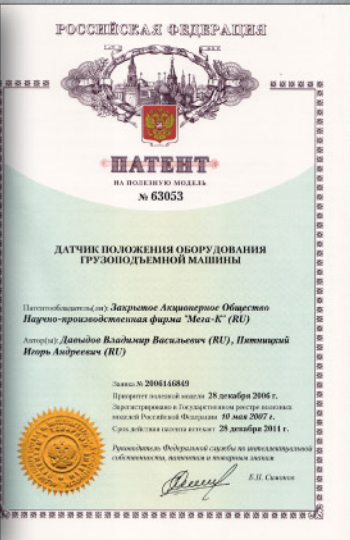 РОССИЙСКАЯ ФЕДЕРАЦИЯ
ПАТЕНТ
НА ПОЛЕЗНУЮ МОДЕЛЬ
№ 63053
ДАТЧИК ПОЛОЖЕНИЯ ОБОРУДОВАНИЯ
ГРУЗОПОДЪЕМНОЙ МАШИНЫ
Патентообладатель(ли): Закрытое Акционерное Общество
Научно-производственная фирма "Мега-К" (RU)
Автор(ы): Давыдов Владимир Васильевич (RU), Пятницкий
Игорь Андреевич (RU)
Заявка № 2006146849
Приоритет полезной модели 28 декабря 2006 г.
Зарегистрировано в Государственном реестре полезных
моделей Российской Федерации 10 мая 2007 г.
Срок действия патента истекает 28 декабря 2011 г.
Руководитель Федеральной службы по интеллектуальной
собственности, патентам и товарным знакам
Б.П. Симонов